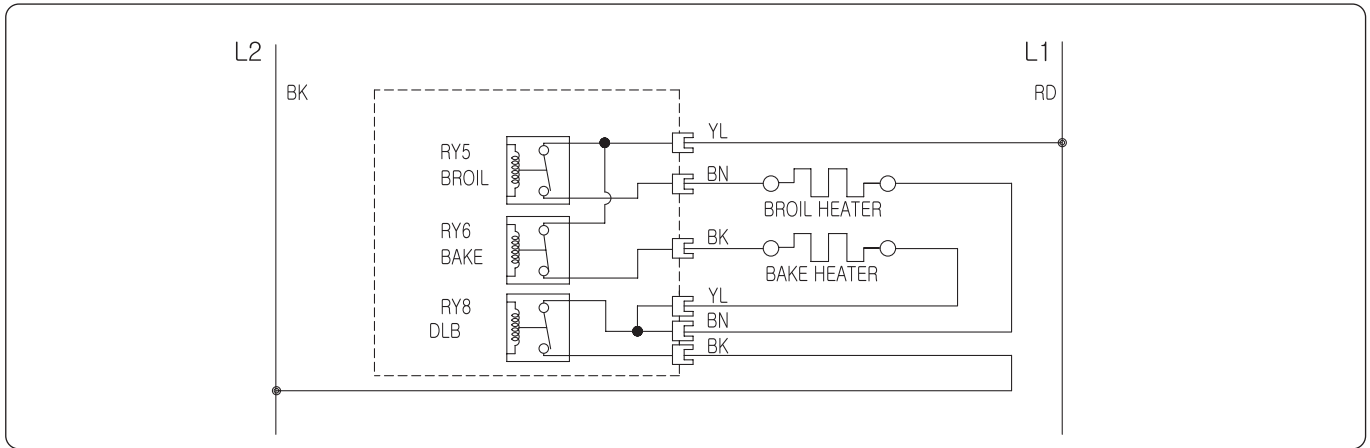 L2
L1
BK
RD
YL
RY5
BROIL
BN
BROIL HEATER
RY6
BAKE
BK
BAKE HEATER
YL
RY8
DLB
BN
BK